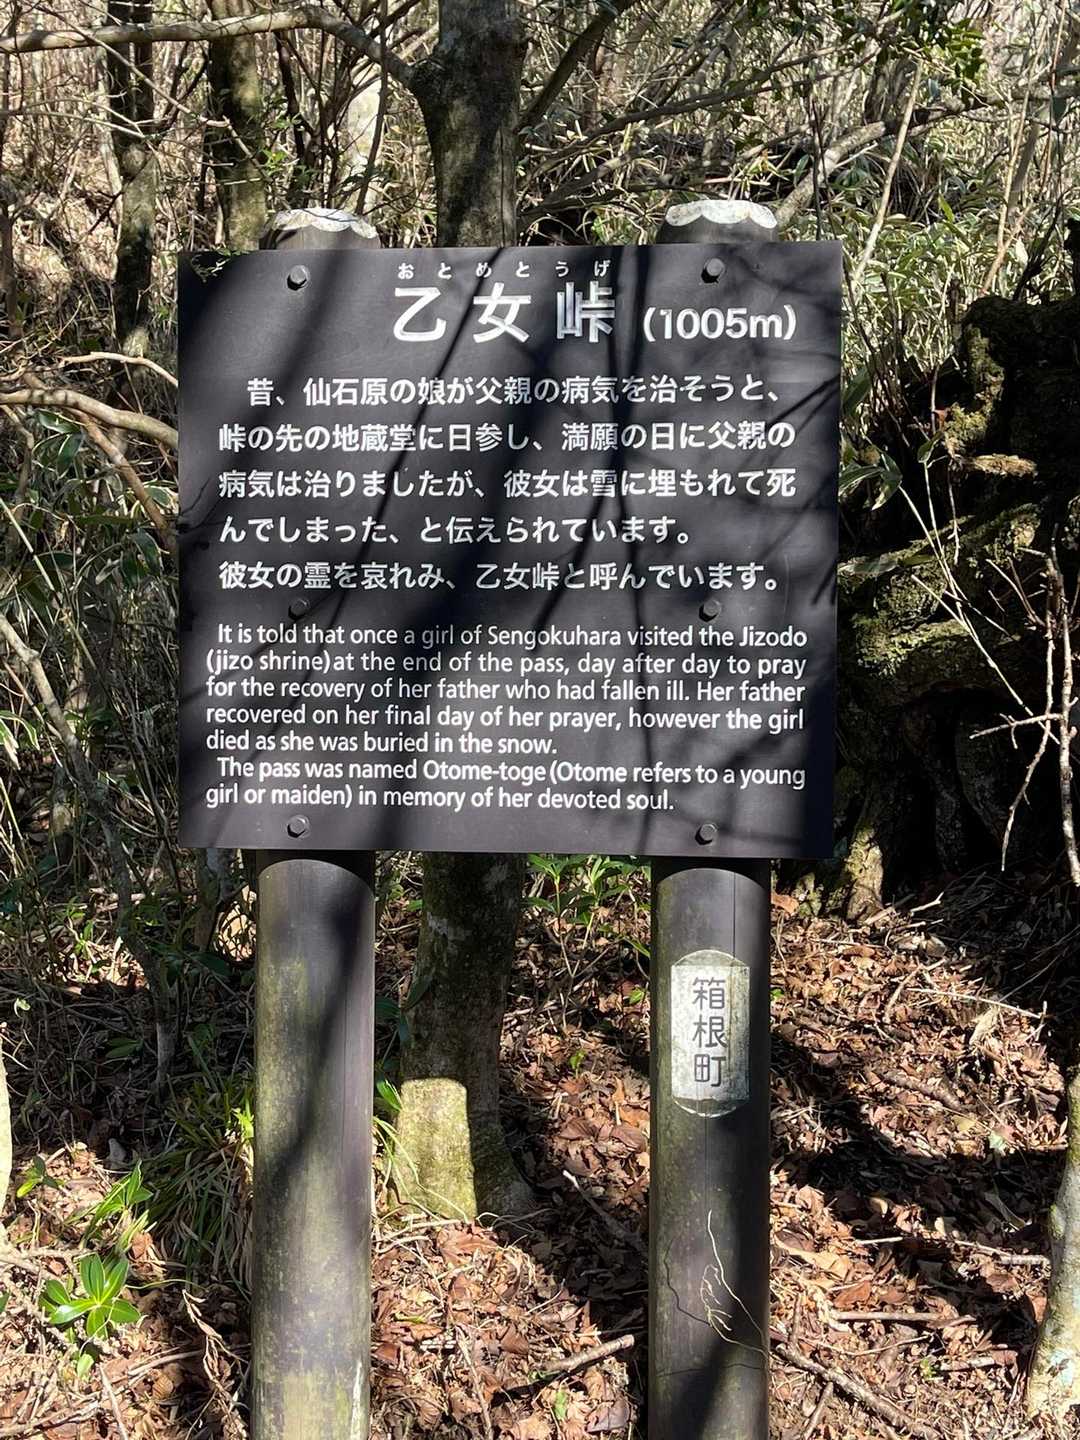 おとめとうげ
乙女峠 (1005m)
昔、仙石原の娘が父親の病気を治そうと、
峠の先の地蔵堂に日参し、満願の日に父親の
病気は治りましたが、彼女は雪に埋もれて死
んでしまった、と伝えられています。
彼女の霊を哀れみ、乙女峠と呼んでいます。
It is told that once a girl of Sengokuhara visited the Jizodo
(jizo shrine)at the end of the pass, day after day to pray
for the recovery of her father who had fallen ill. Her father
recovered on her final day of her prayer, however the girl
died as she was buried in the snow.
The pass was named Otome-toge(Otome refers to a young
girl or maiden) in memory of her devoted soul.
箱根町